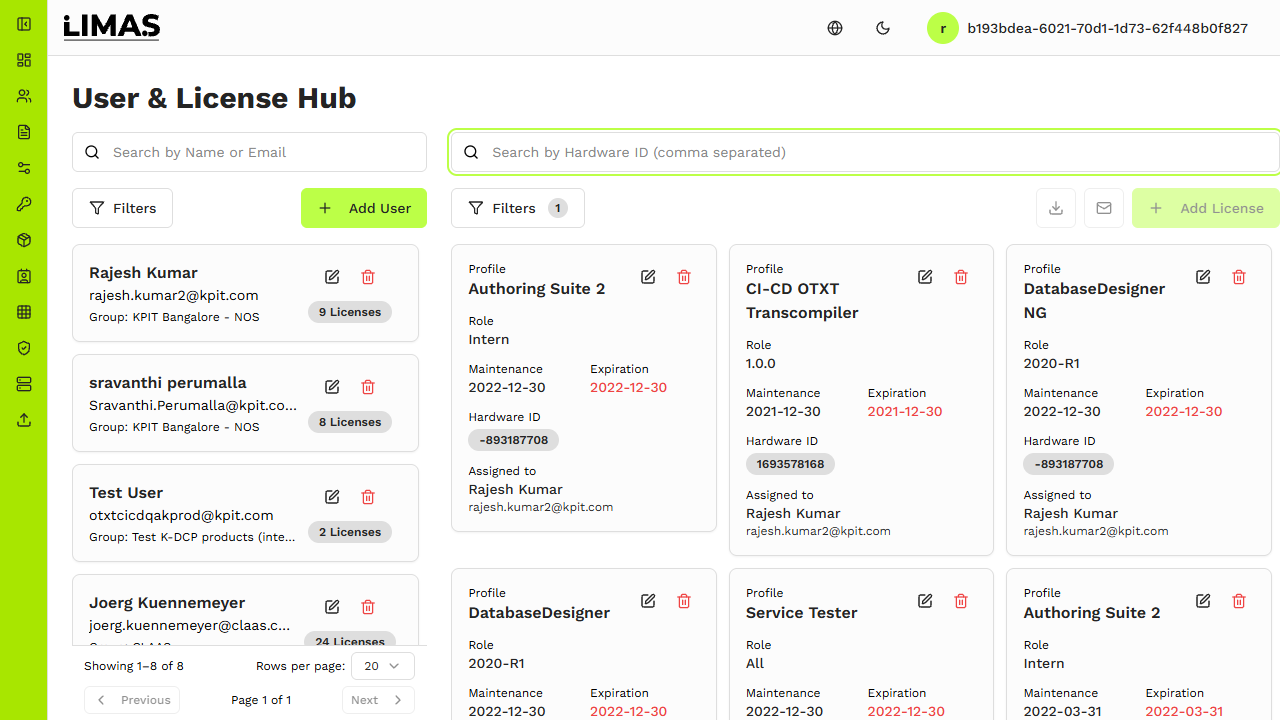 LIMAS
r
b193bdea-6021-70d1-1d73-62f448b0f827
User & License Hub
Search by Name or Email
Search by Hardware ID (comma separated)
Filters
Add User
Filters 1
Add License
Rajesh Kumar
rajesh.kumar2@kpit.com
Group: KPIT Bangalore - NOS
9 Licenses
sravanthi perumalla
Sravanthi.Perumalla@kpit.co...
Group: KPIT Bangalore - NOS
8 Licenses
Test User
otxtcicdqakprod@kpit.com
Group: Test K-DCP products (inte...
2 Licenses
Joerg Kuennemeyer
joerg.kuennemeyer@claas.c...
Group: CLAAS
24 Licenses
Showing 1–8 of 8
Rows per page: 20
Previous
Page 1 of 1
Next
Profile
Authoring Suite 2
Role
Intern
Maintenance Expiration
2022-12-30 2022-12-30
Hardware ID
-893187708
Assigned to
Rajesh Kumar
rajesh.kumar2@kpit.com
Profile
CI-CD OTXT
Transcompiler
Role
1.0.0
Maintenance Expiration
2021-12-30 2021-12-30
Hardware ID
1693578168
Assigned to
Rajesh Kumar
rajesh.kumar2@kpit.com
Profile
DatabaseDesigner
NG
Role
2020-R1
Maintenance Expiration
2022-12-30 2022-12-30
Hardware ID
-893187708
Assigned to
Rajesh Kumar
rajesh.kumar2@kpit.com
Profile
DatabaseDesigner
Role
2020-R1
Maintenance Expiration
2022-12-30 2022-12-30
Profile
Service Tester
Role
All
Maintenance Expiration
2022-12-30 2022-12-30
Profile
Authoring Suite 2
Role
Intern
Maintenance Expiration
2022-03-31 2022-03-31